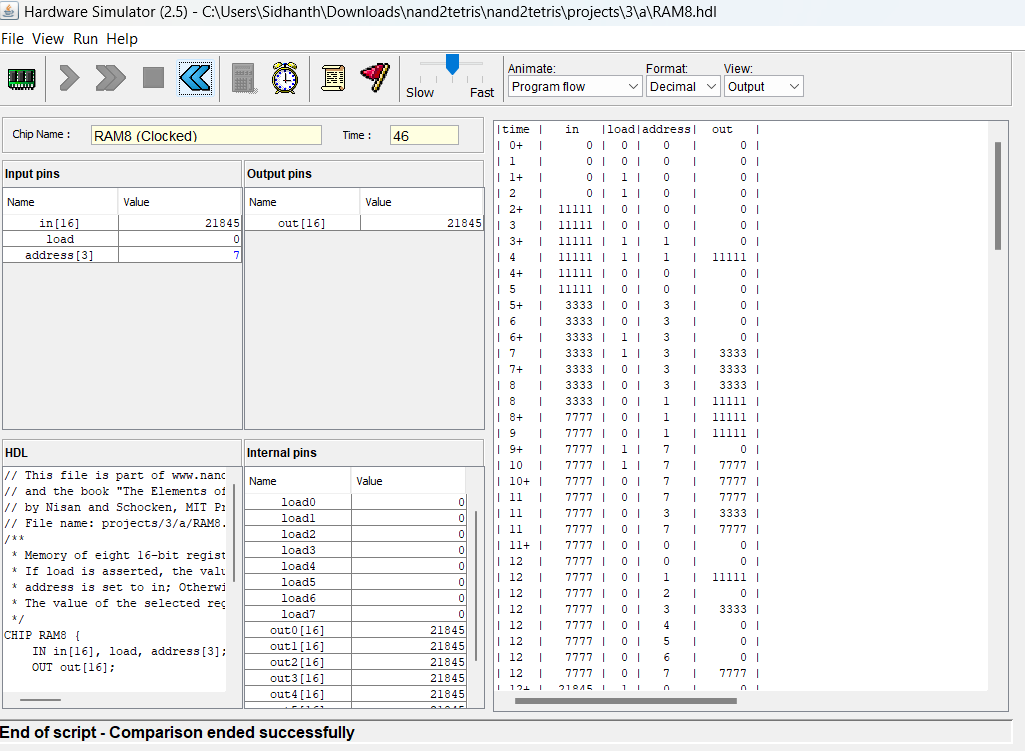 Hardware Simulator (2.5) - C:\Users\Sidhanth\Downloads\nand2tetris\nand2tetris\projects\3\a\RAM8.hdl
File View Run Help
Slow Fast
Animate: Format: View:
Program flow Decimal Output
Chip Name : RAM8 (Clocked) Time : 46
Input pins
Name Value
in[16] 21845
load 0
address[3] 7
Output pins
Name Value
out[16] 21845
HDL
// This file is part of www.nand
// and the book "The Elements of
// by Nisan and Schocken, MIT Pr
// File name: projects/3/a/RAM8.
/**
* Memory of eight 16-bit regist
* If load is asserted, the valu
* address is set to in; Otherwi
* The value of the selected reg
*/
CHIP RAM8 {
IN in[16], load, address[3];
OUT out[16];
Internal pins
Name Value
load0 0
load1 0
load2 0
load3 0
load4 0
load5 0
load6 0
load7 0
out0[16] 21845
out1[16] 21845
out2[16] 21845
out3[16] 21845
out4[16] 21845
|time | in |load|address| out |
| 0+ | 0 | 0 | 0 | 0 |
| 1 | 0 | 0 | 0 | 0 |
| 1+ | 0 | 1 | 0 | 0 |
| 2 | 0 | 1 | 0 | 0 |
| 2+ | 11111 | 0 | 0 | 0 |
| 3 | 11111 | 0 | 0 | 0 |
| 3+ | 11111 | 1 | 1 | 0 |
| 4 | 11111 | 1 | 1 | 11111 |
| 4+ | 11111 | 0 | 0 | 0 |
| 5 | 11111 | 0 | 0 | 0 |
| 5+ | 3333 | 0 | 3 | 0 |
| 6 | 3333 | 0 | 3 | 0 |
| 6+ | 3333 | 1 | 3 | 0 |
| 7 | 3333 | 1 | 3 | 3333 |
| 7+ | 3333 | 0 | 3 | 3333 |
| 8 | 3333 | 0 | 3 | 3333 |
| 8 | 3333 | 0 | 1 | 11111 |
| 8+ | 7777 | 0 | 1 | 11111 |
| 9 | 7777 | 0 | 1 | 11111 |
| 9+ | 7777 | 1 | 7 | 0 |
| 10 | 7777 | 1 | 7 | 7777 |
| 10+ | 7777 | 0 | 7 | 7777 |
| 11 | 7777 | 0 | 7 | 7777 |
| 11 | 7777 | 0 | 3 | 3333 |
| 11 | 7777 | 0 | 7 | 7777 |
| 11+ | 7777 | 0 | 0 | 0 |
| 12 | 7777 | 0 | 0 | 0 |
| 12 | 7777 | 0 | 1 | 11111 |
| 12 | 7777 | 0 | 2 | 0 |
| 12 | 7777 | 0 | 3 | 3333 |
| 12 | 7777 | 0 | 4 | 0 |
| 12 | 7777 | 0 | 5 | 0 |
| 12 | 7777 | 0 | 6 | 0 |
| 12 | 7777 | 0 | 7 | 7777 |
| 12+ | 21845 | 1 | 0 | 0 |
End of script - Comparison ended successfully